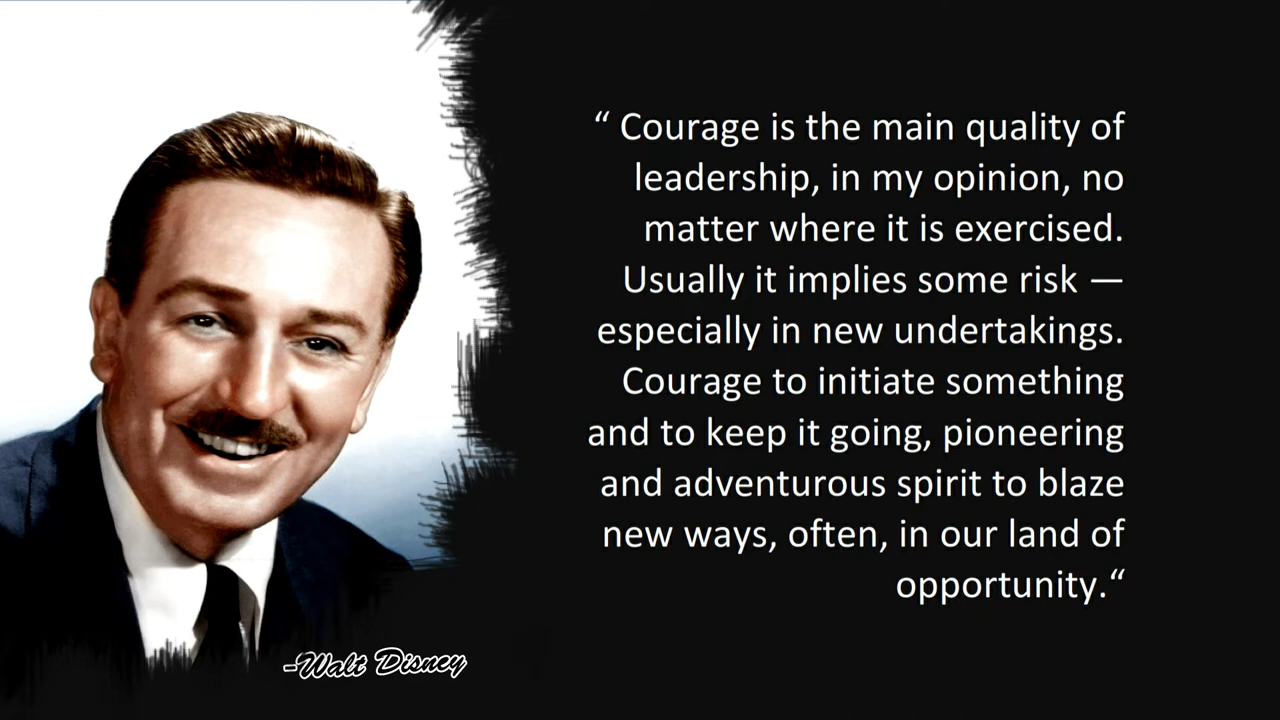 “ Courage is the main quality of
leadership, in my opinion, no
matter where it is exercised.
Usually it implies some risk —
especially in new undertakings.
Courage to initiate something
and to keep it going, pioneering
and adventurous spirit to blaze
new ways, often, in our land of
opportunity.“
-Walt Disney